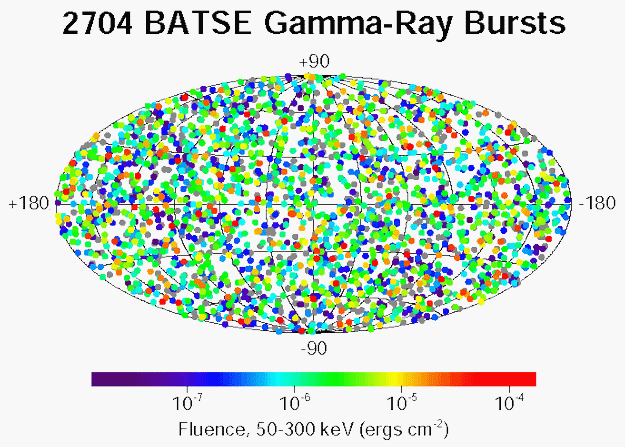 2704 BATSE Gamma-Ray Bursts
+90
+180
-180
-90
10⁻⁷ 10⁻⁶ 10⁻⁵ 10⁻⁴
Fluence, 50-300 keV (ergs cm⁻²)